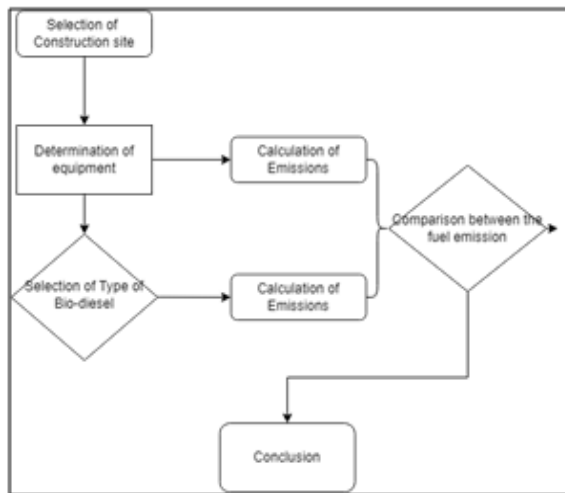 Selection of
Construction site
Determination of
equipment
Calculation of
Emissions
Comparison between the
fuel emission
Selection of Type of
Bio-diesel
Calculation of
Emissions
Conclusion